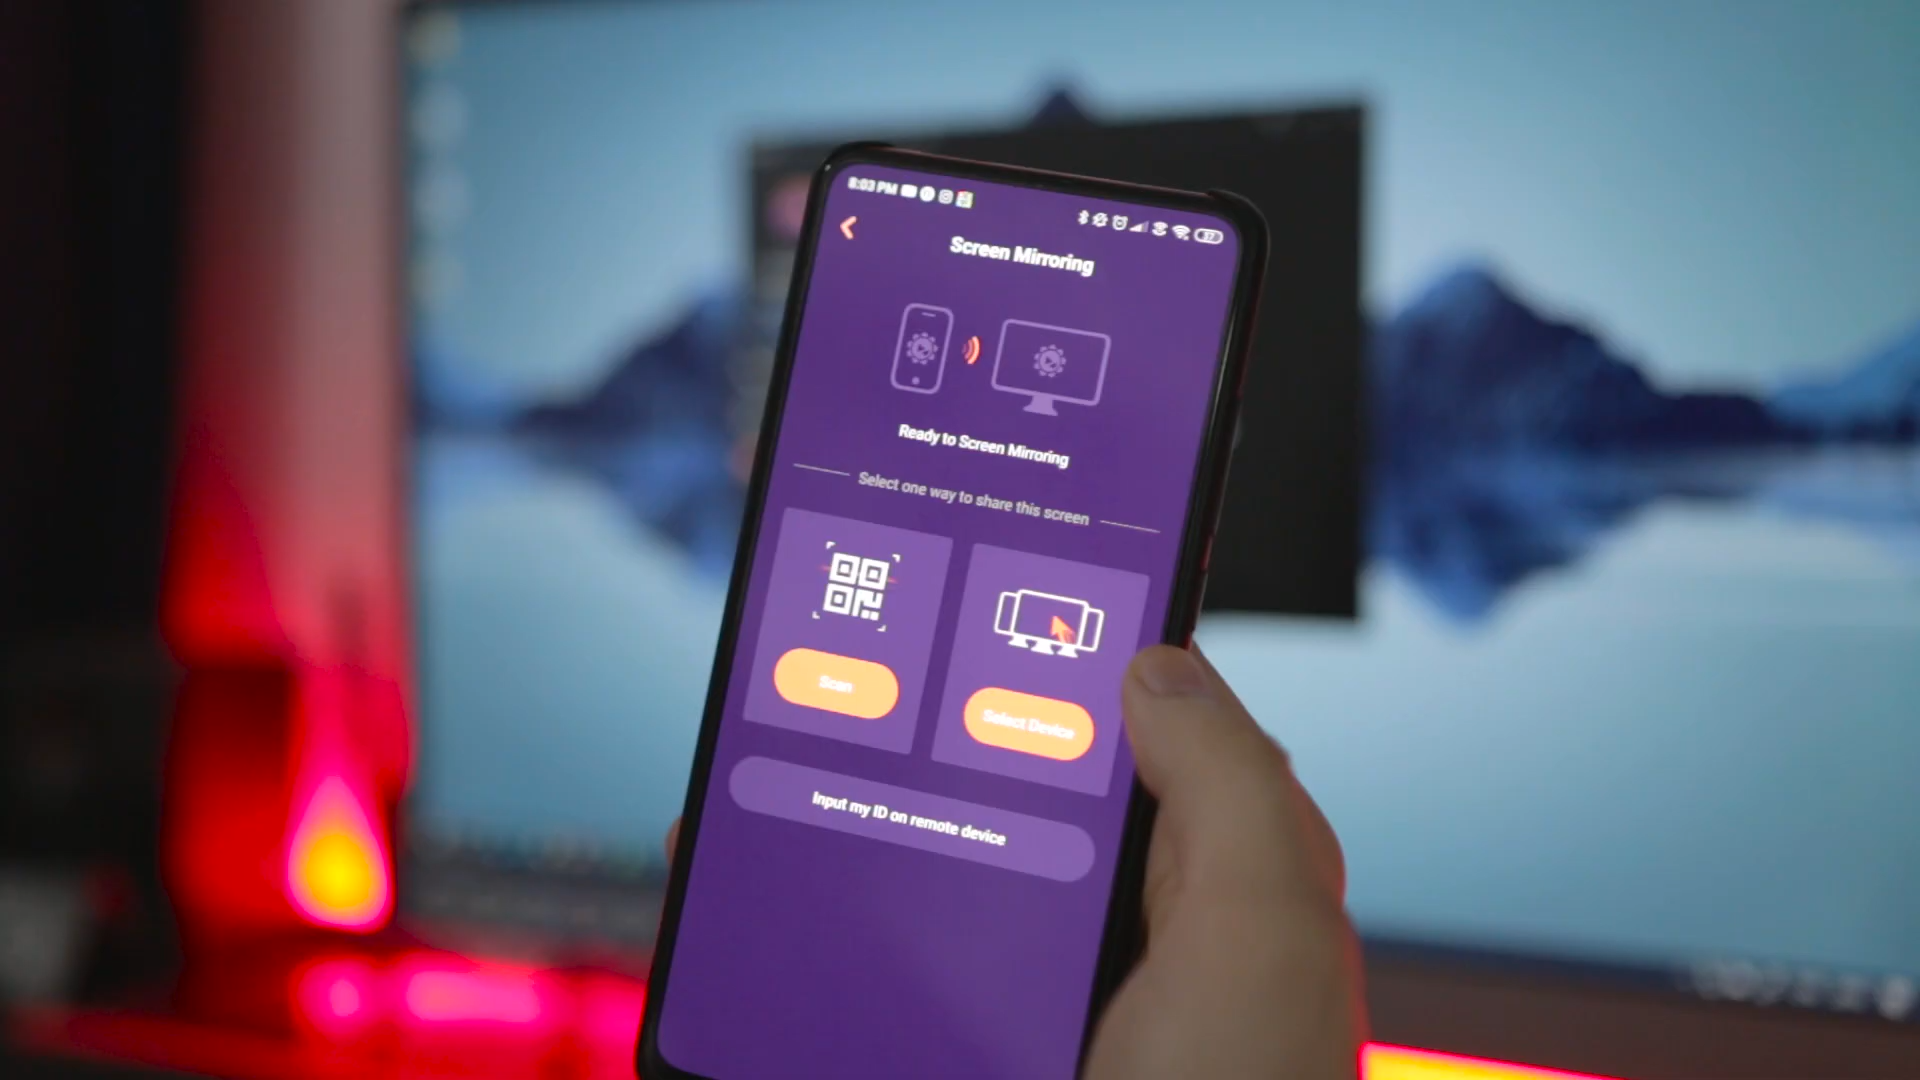 8:03 PM
37
Screen Mirroring
Ready to Screen Mirroring
Select one way to share this screen
Scan
Select Device
Input my ID on remote device